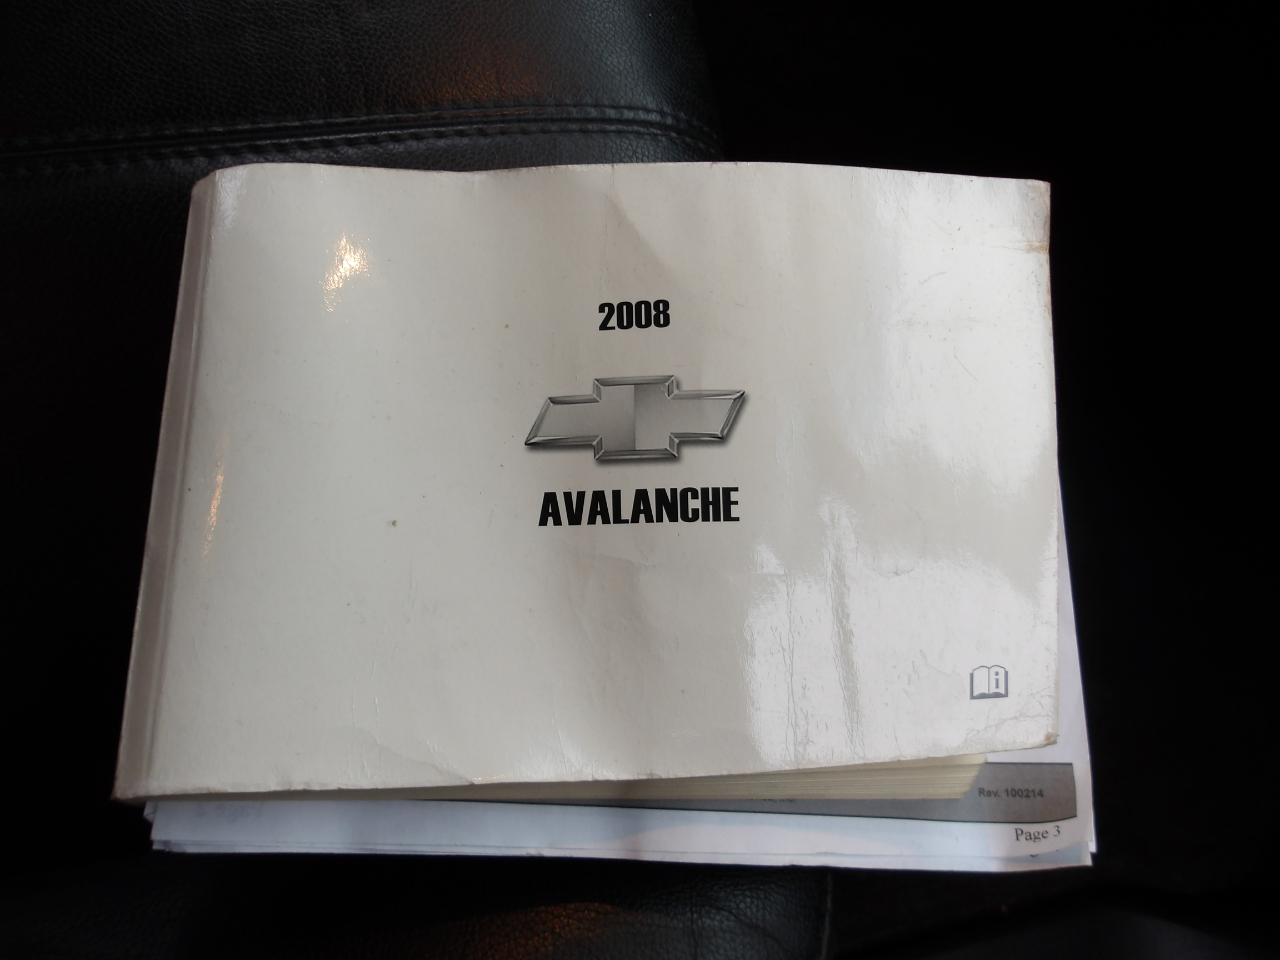 2008
AVALANCHE
i
Rev. 100214
Page 3